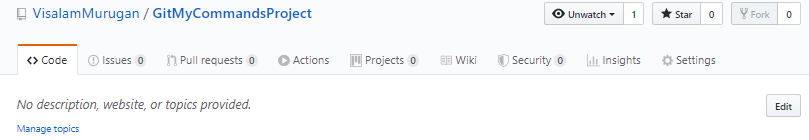 VisalamMurugan / GitMyCommandsProject Unwatch 1 Star 0 Fork 0
Code Issues 0 Pull requests 0 Actions Projects 0 Wiki Security 0 Insights Settings
No description, website, or topics provided. Edit
Manage topics